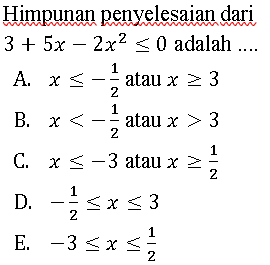 Himpunan penyelesaian dari
3 + 5x − 2x² ≤ 0 adalah ....
A. x ≤ −1/2 atau x ≥ 3
B. x < −1/2 atau x > 3
C. x ≤ −3 atau x ≥ 1/2
D. −1/2 ≤ x ≤ 3
E. −3 ≤ x ≤ 1/2